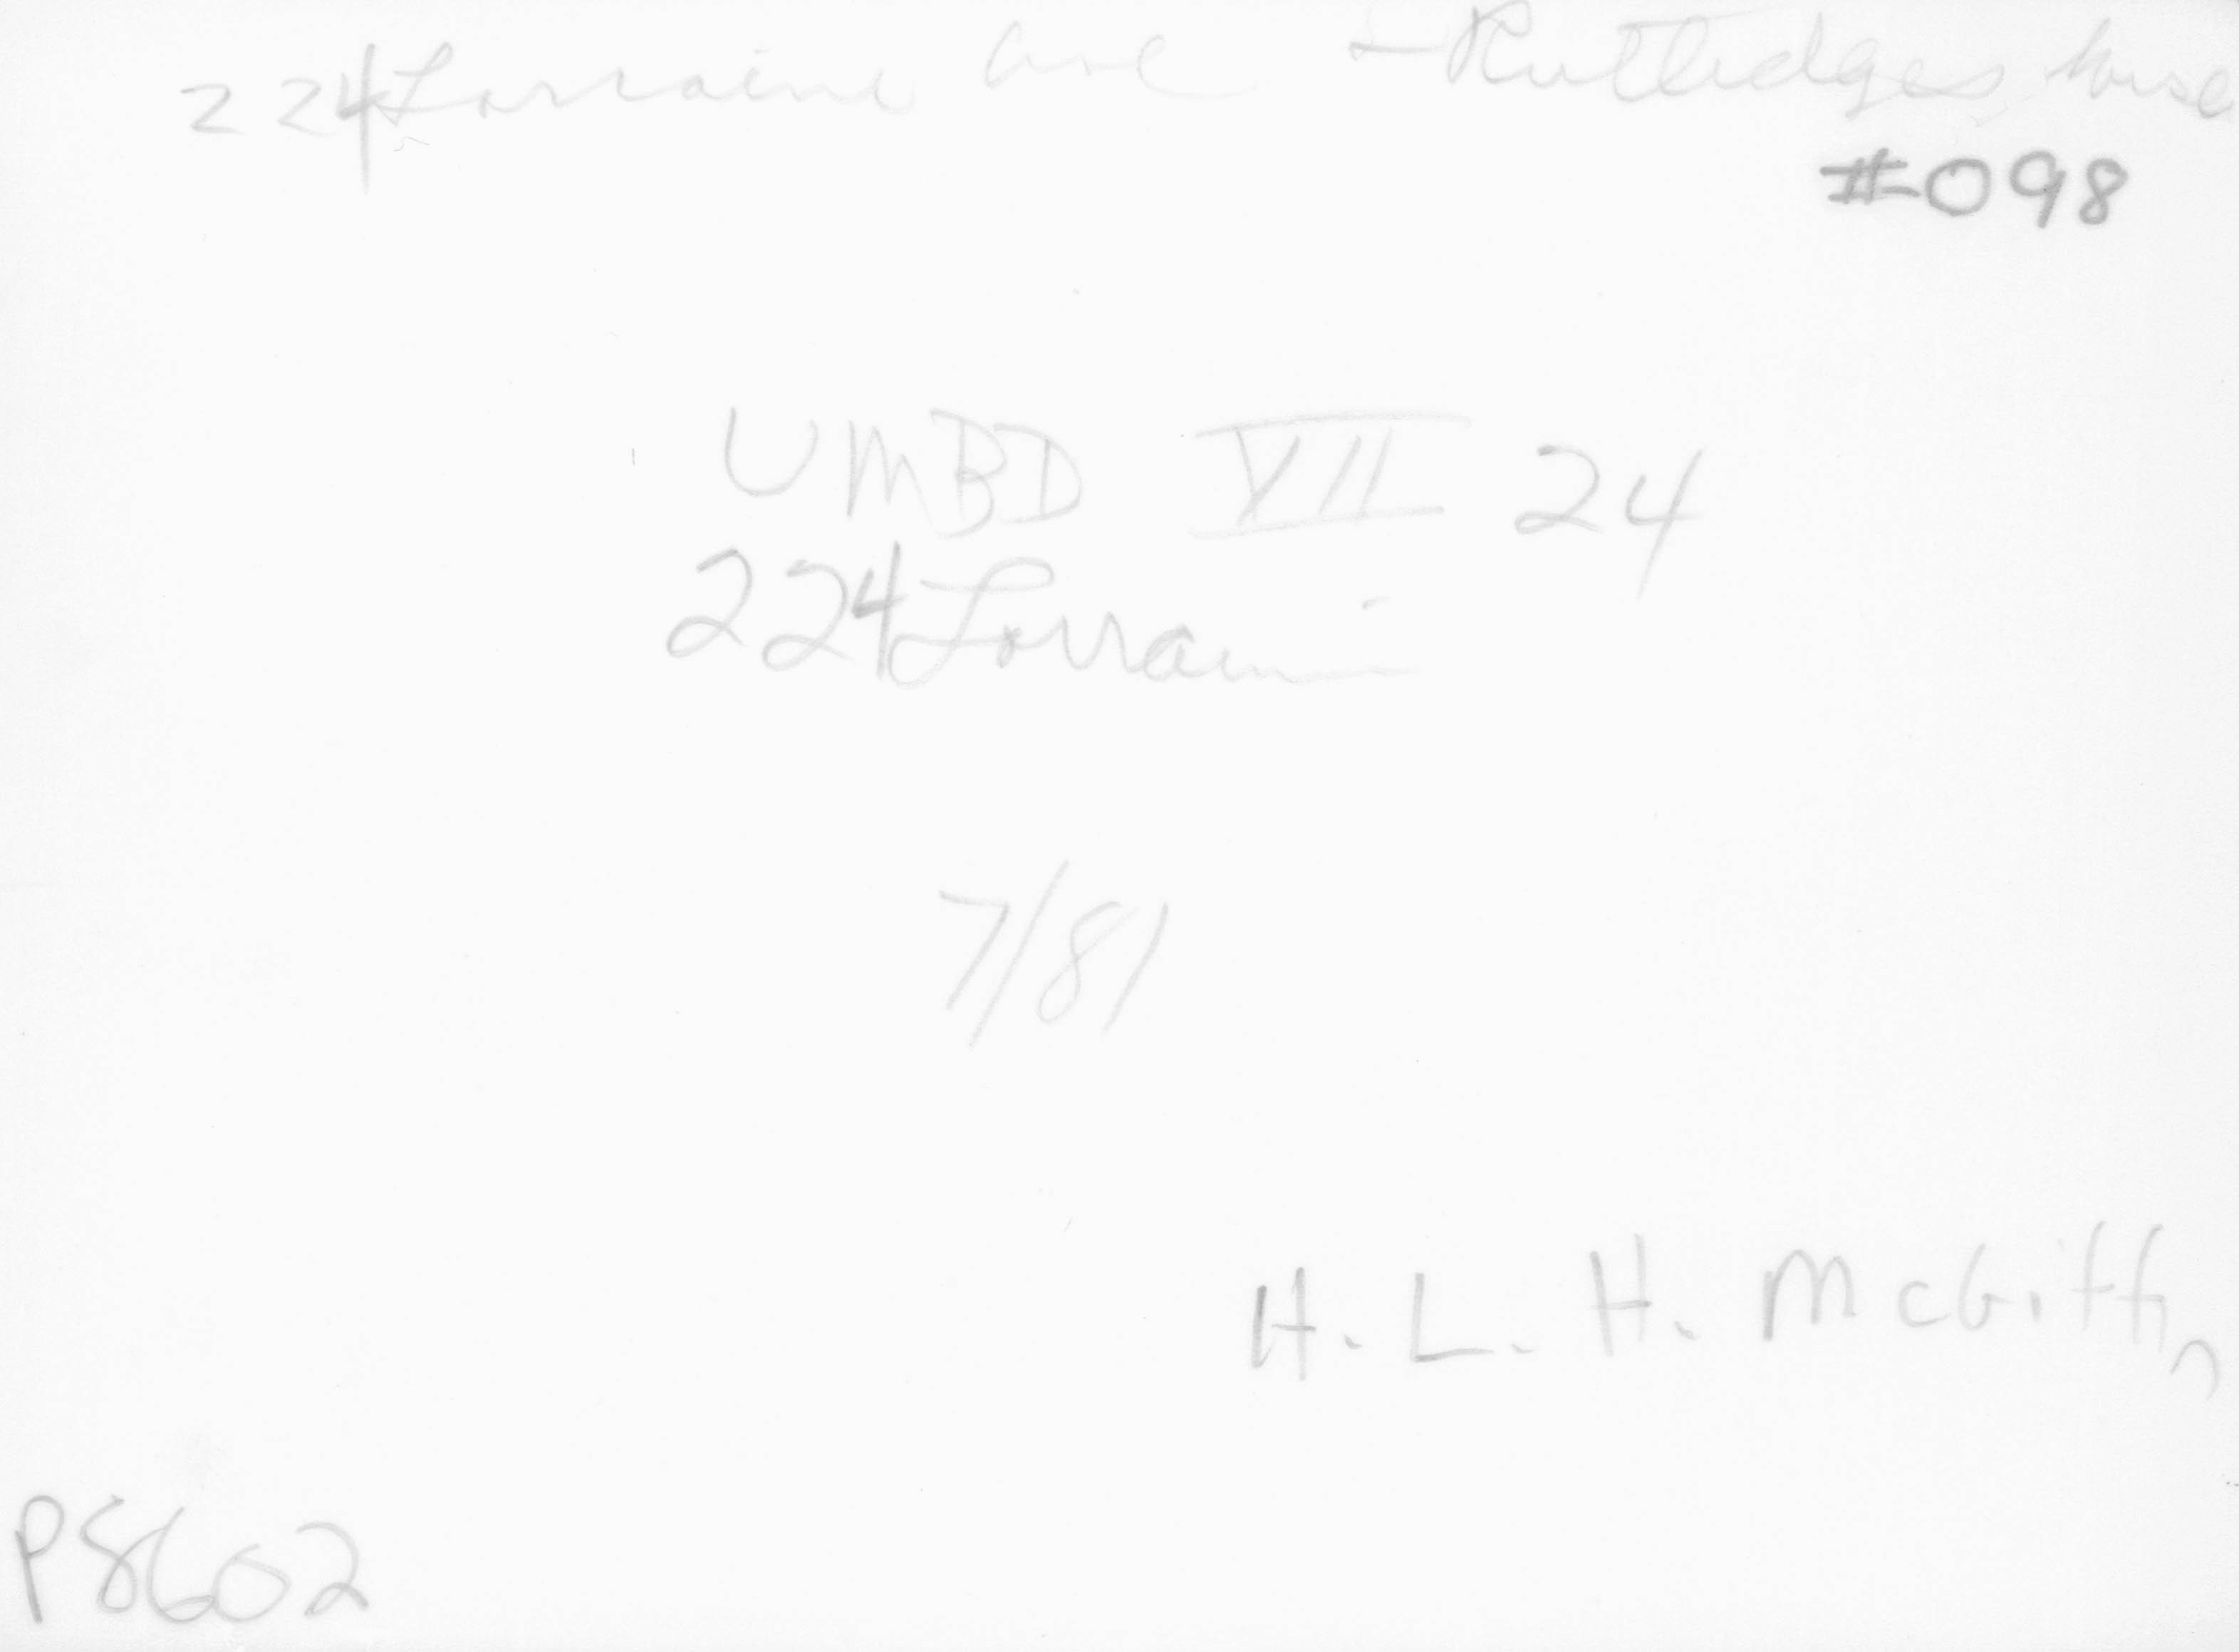 224 Lorraine Ave - Rutledges house
#098
UMBD VII 24
224 Lorraine
7/81
H. L. H. McGiffin
P8602